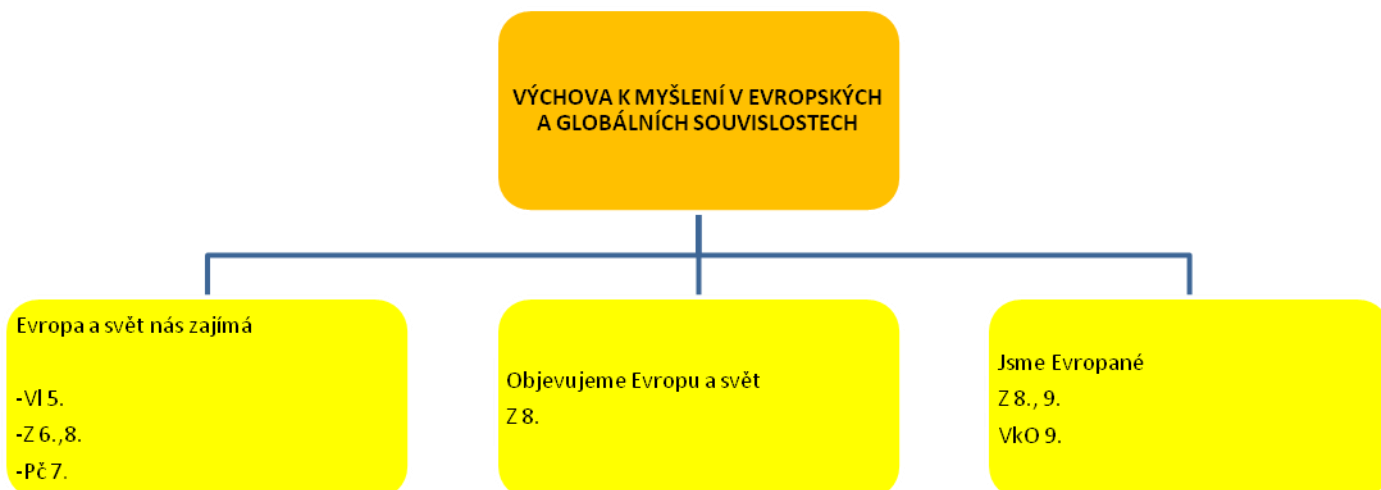 VÝCHOVA K MYŠLENÍ V EVROPSKÝCH
A GLOBÁLNÍCH SOUVISLOSTECH
Evropa a svět nás zajímá
-Vl 5.
-Z 6.,8.
-Pč 7.
Objevujeme Evropu a svět
Z 8.
Jsme Evropané
Z 8., 9.
VkO 9.